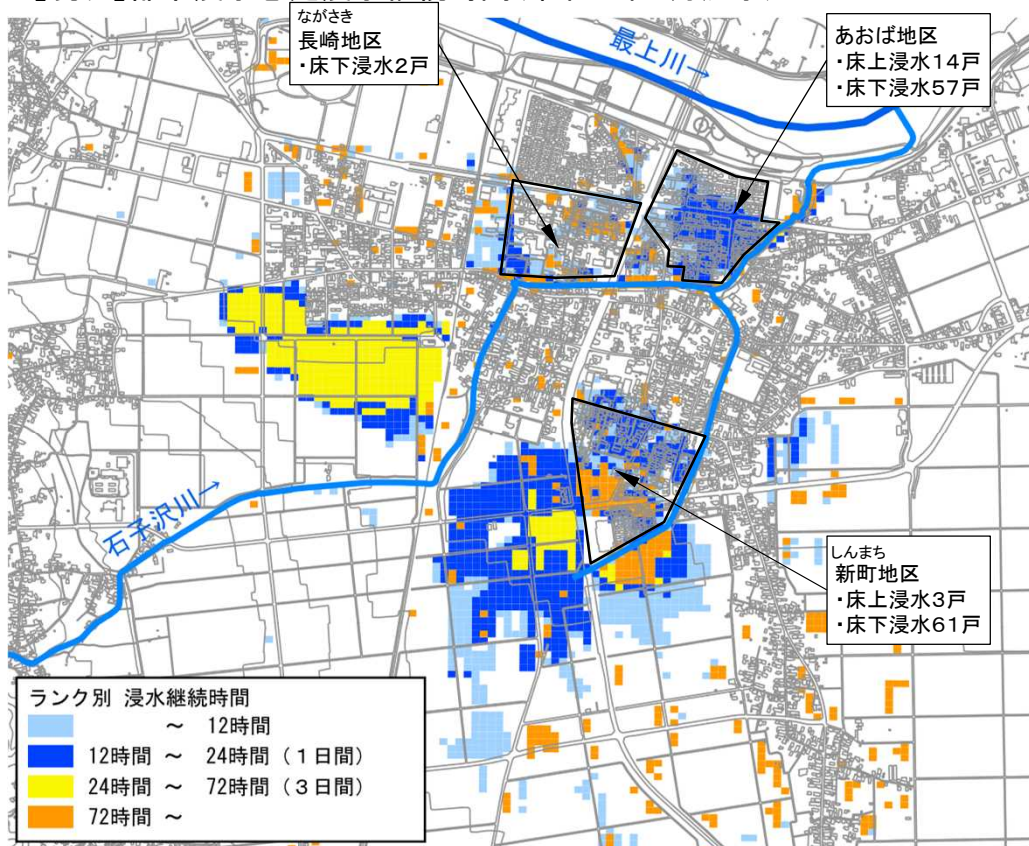 ながさき
長崎地区
・床下浸水2戸
最上川→
あおば地区
・床上浸水14戸
・床下浸水57戸
石子沢川→
しんまち
新町地区
・床上浸水3戸
・床下浸水61戸
ランク別 浸水継続時間
～ 12時間
12時間 ～ 24時間（1日間）
24時間 ～ 72時間（3日間）
72時間 ～